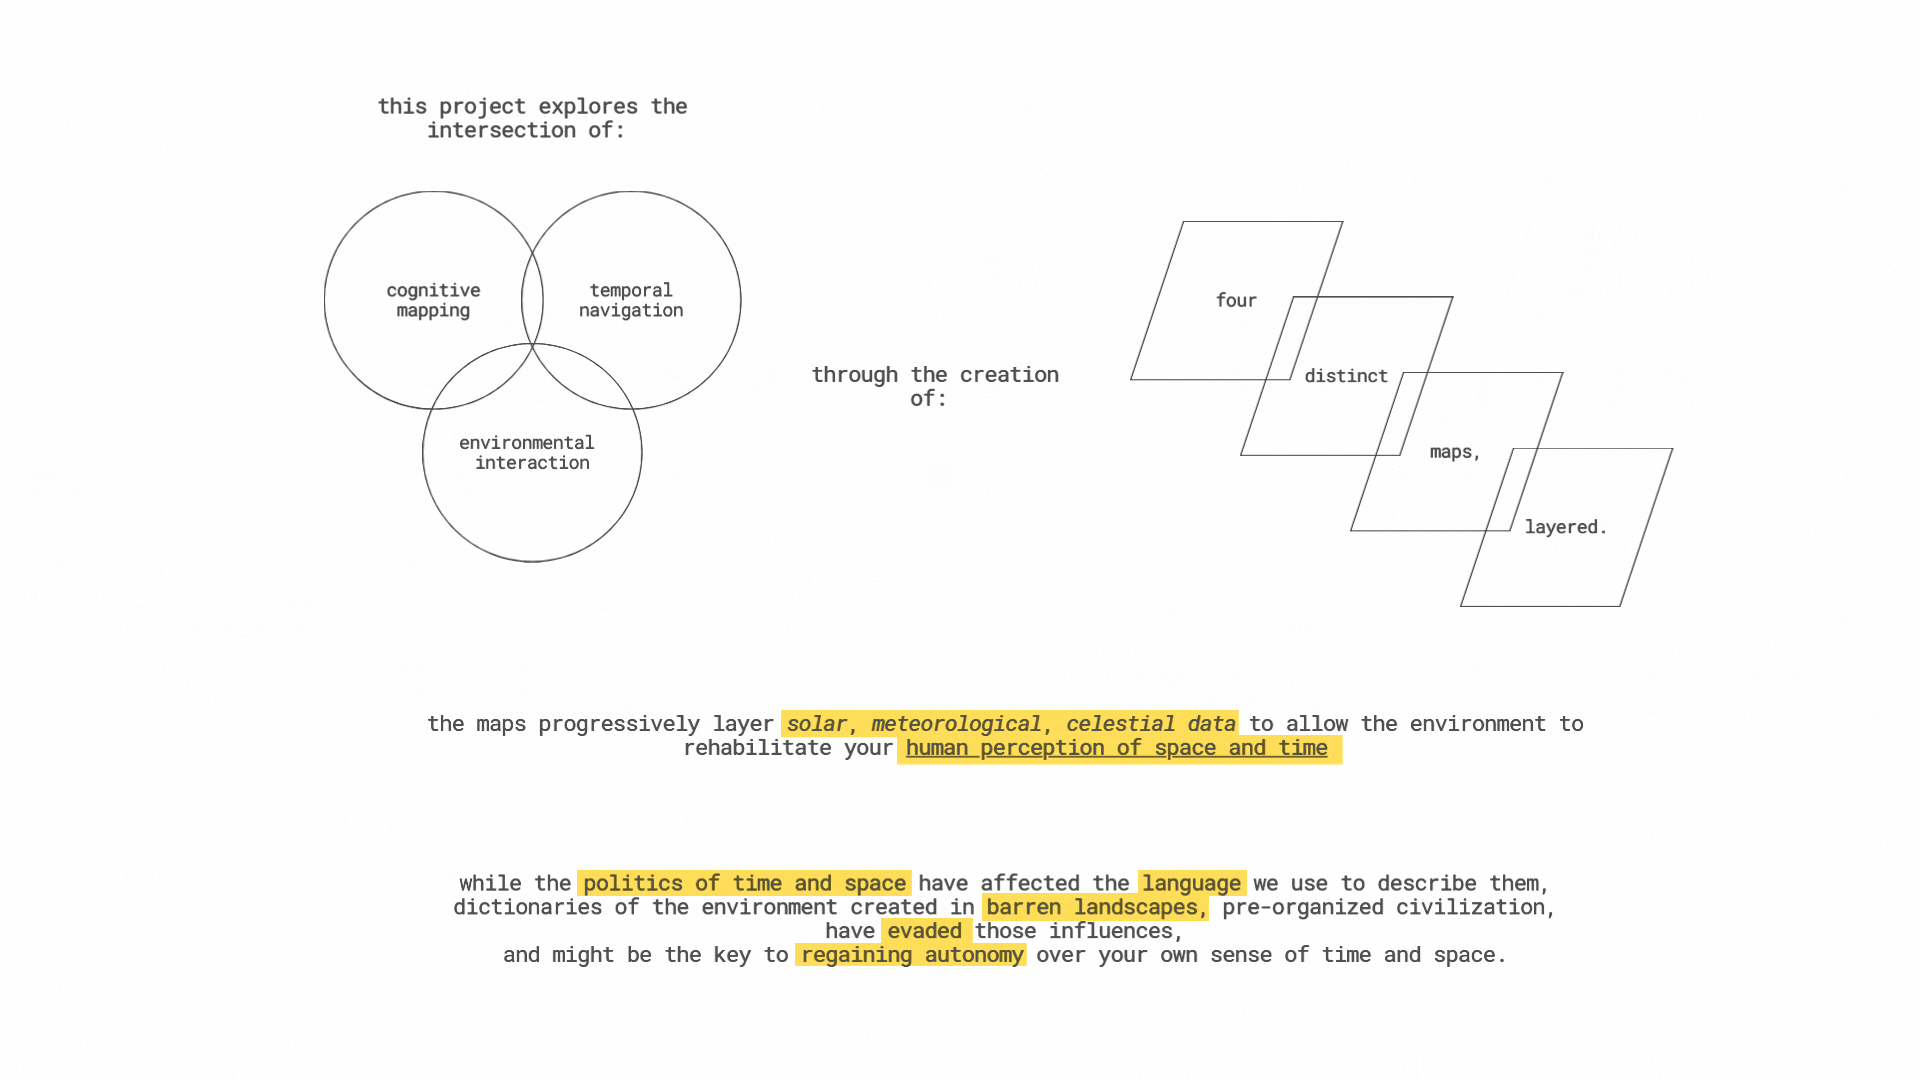 this project explores the
intersection of:
cognitive
mapping
temporal
navigation
environmental
interaction
through the creation
of:
four
distinct
maps,
layered.
the maps progressively layer solar, meteorological, celestial data to allow the environment to
rehabilitate your human perception of space and time
while the politics of time and space have affected the language we use to describe them,
dictionaries of the environment created in barren landscapes, pre-organized civilization,
have evaded those influences,
and might be the key to regaining autonomy over your own sense of time and space.